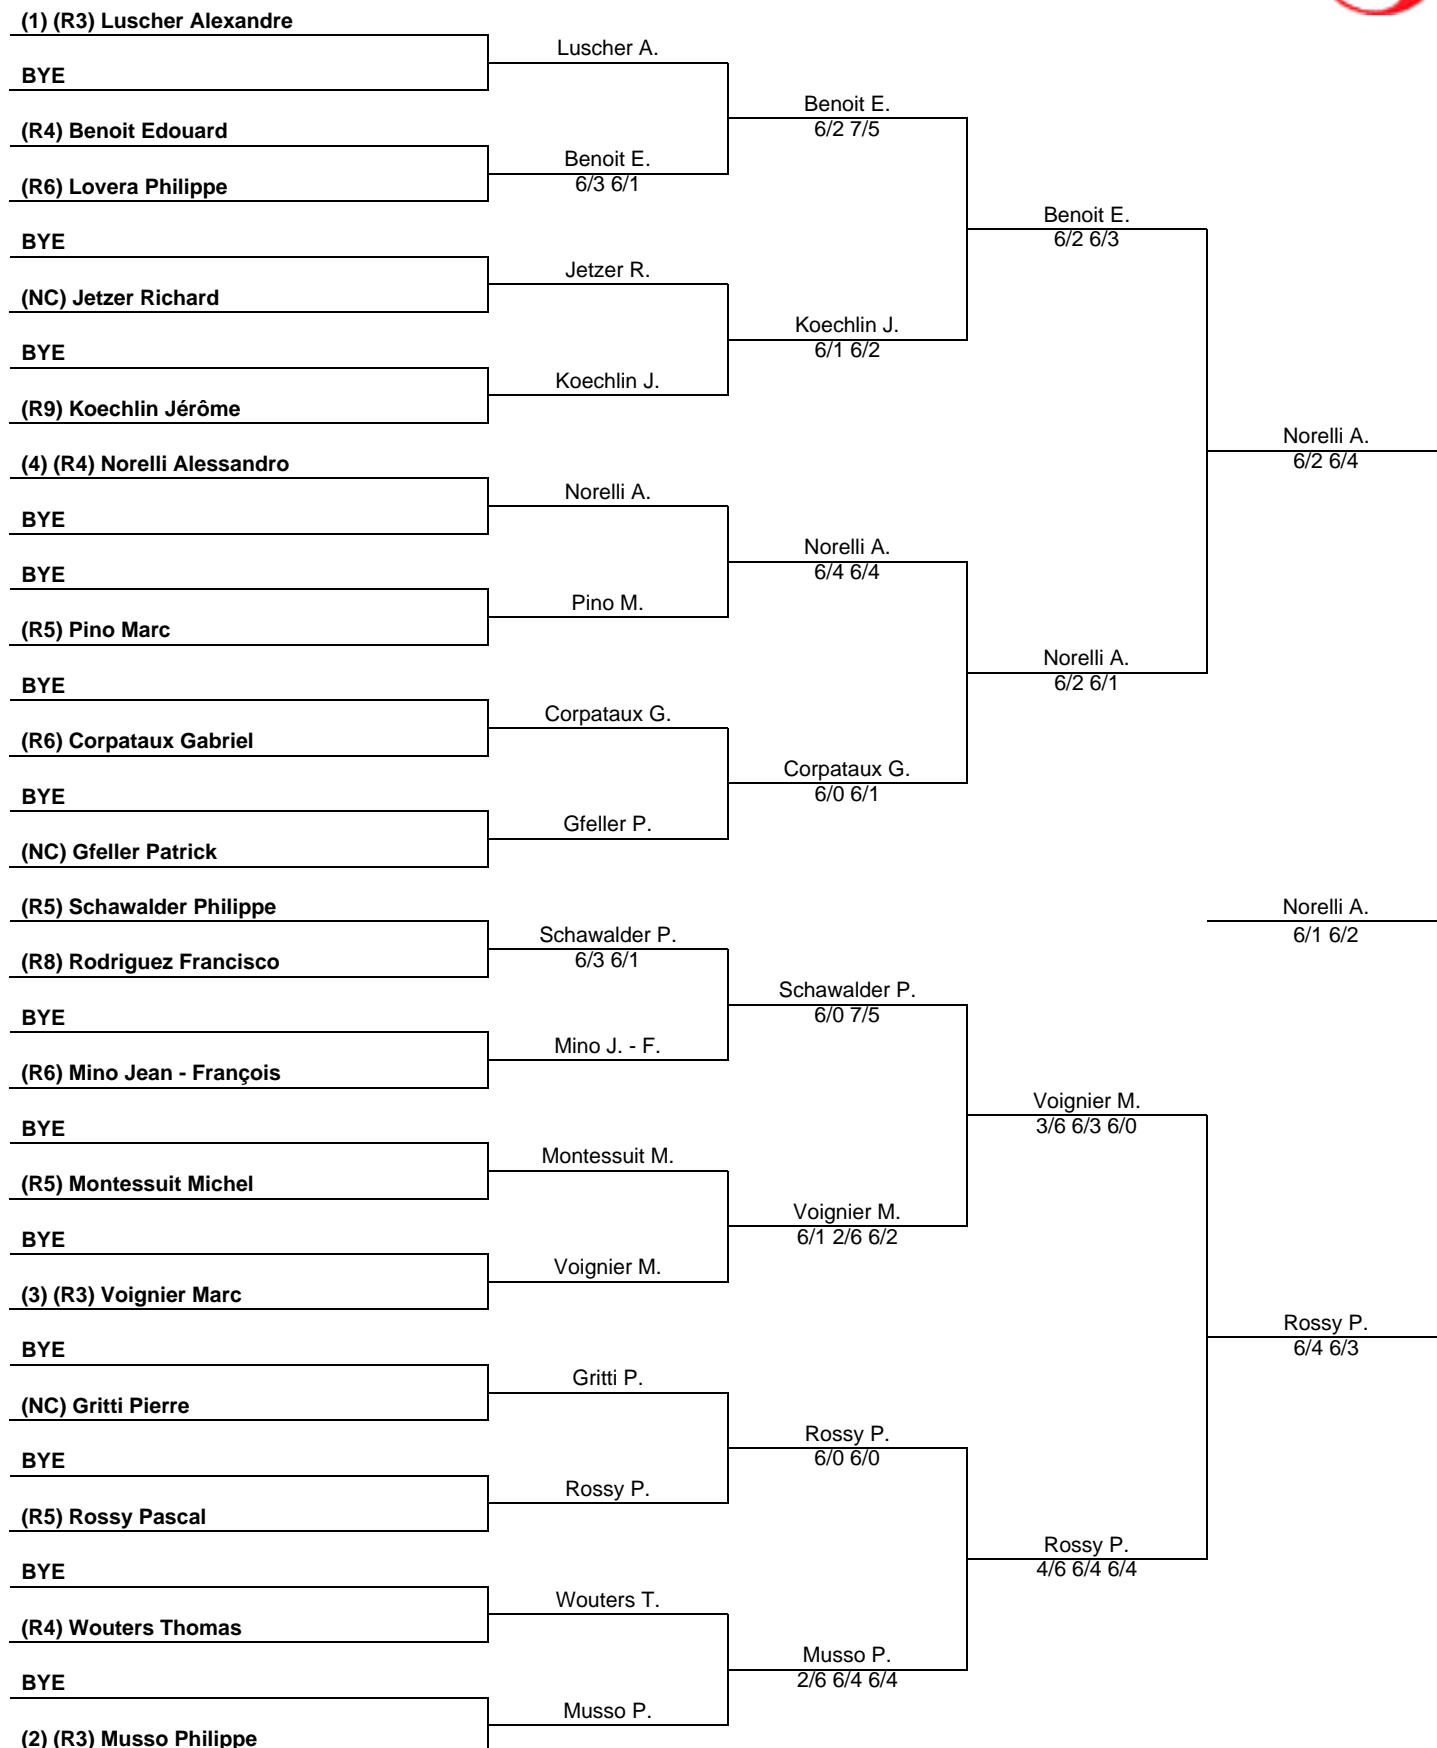 (1) (R3) Luscher Alexandre
Luscher A.
BYE
Benoit E.
6/2 7/5
(R4) Benoit Edouard
Benoit E.
6/3 6/1
(R6) Lovera Philippe
Benoit E.
6/2 6/3
BYE
Jetzer R.
(NC) Jetzer Richard
Koechlin J.
6/1 6/2
BYE
Koechlin J.
(R9) Koechlin Jérôme
Norelli A.
6/2 6/4
(4) (R4) Norelli Alessandro
Norelli A.
BYE
Norelli A.
6/4 6/4
BYE
Pino M.
(R5) Pino Marc
Norelli A.
6/2 6/1
BYE
Corpataux G.
(R6) Corpataux Gabriel
Corpataux G.
6/0 6/1
BYE
Gfeller P.
(NC) Gfeller Patrick
(R5) Schawalder Philippe
Norelli A.
6/1 6/2
Schawalder P.
6/3 6/1
(R8) Rodriguez Francisco
Schawalder P.
6/0 7/5
BYE
Mino J. - F.
(R6) Mino Jean - François
Voignier M.
3/6 6/3 6/0
BYE
Montessuit M.
(R5) Montessuit Michel
Voignier M.
6/1 2/6 6/2
BYE
Voignier M.
(3) (R3) Voignier Marc
Rossy P.
6/4 6/3
BYE
Gritti P.
(NC) Gritti Pierre
Rossy P.
6/0 6/0
BYE
Rossy P.
(R5) Rossy Pascal
Rossy P.
4/6 6/4 6/4
BYE
Wouters T.
(R4) Wouters Thomas
Musso P.
2/6 6/4 6/4
BYE
Musso P.
(2) (R3) Musso Philippe